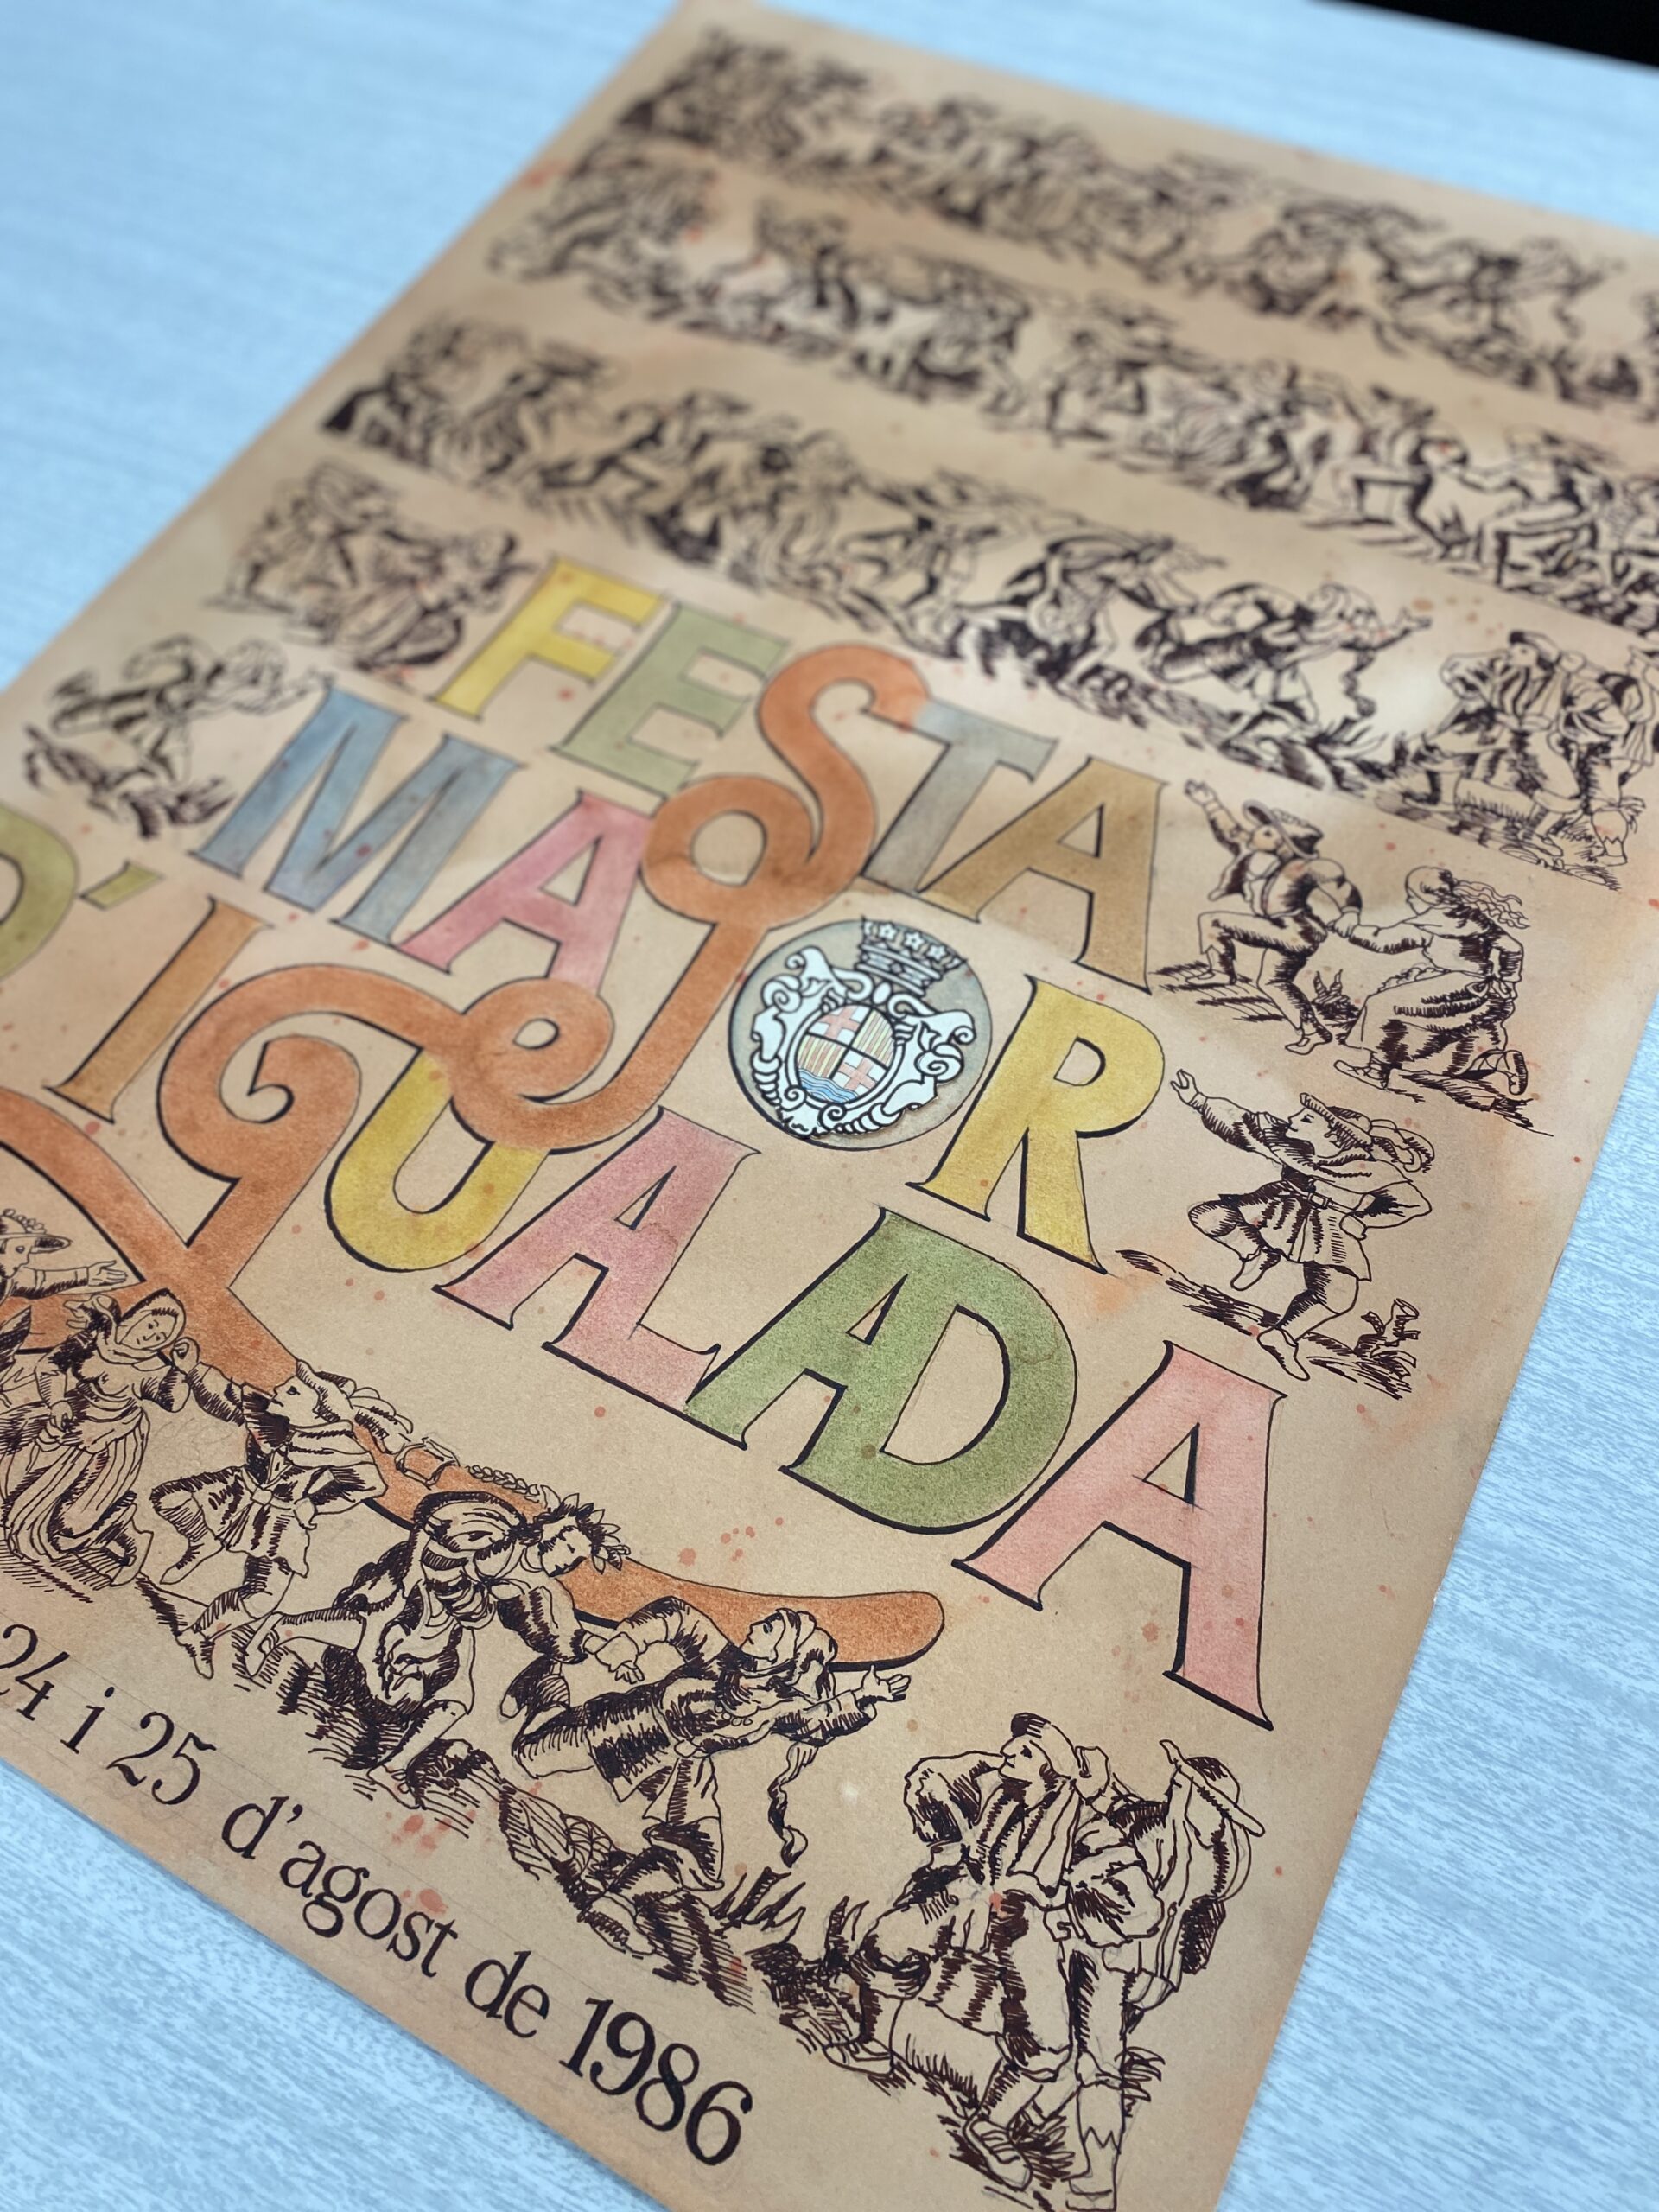 FESTA
MAJOR
D'IGUALADA
24 i 25 d'agost de 1986